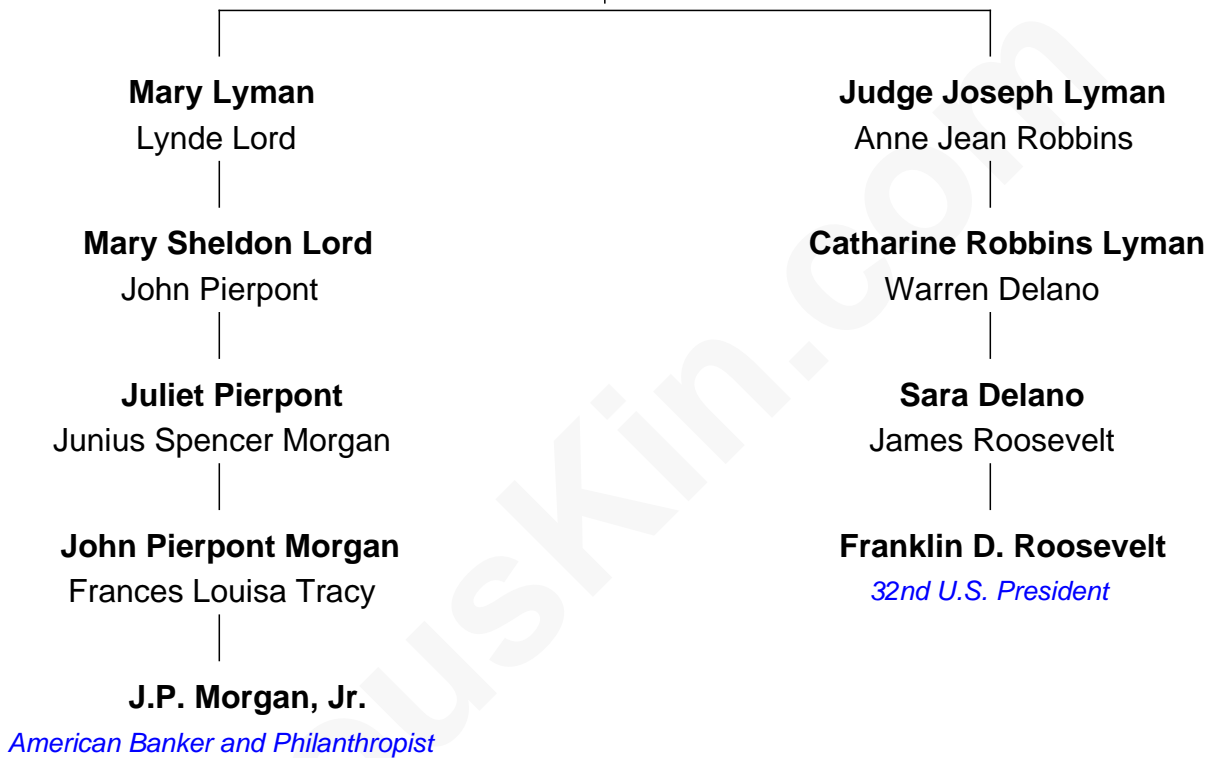 Mary Lyman
Lynde Lord
Judge Joseph Lyman
Anne Jean Robbins
Mary Sheldon Lord
John Pierpont
Catharine Robbins Lyman
Warren Delano
Juliet Pierpont
Junius Spencer Morgan
Sara Delano
James Roosevelt
John Pierpont Morgan
Frances Louisa Tracy
Franklin D. Roosevelt
32nd U.S. President
J.P. Morgan, Jr.
American Banker and Philanthropist
usKin.com